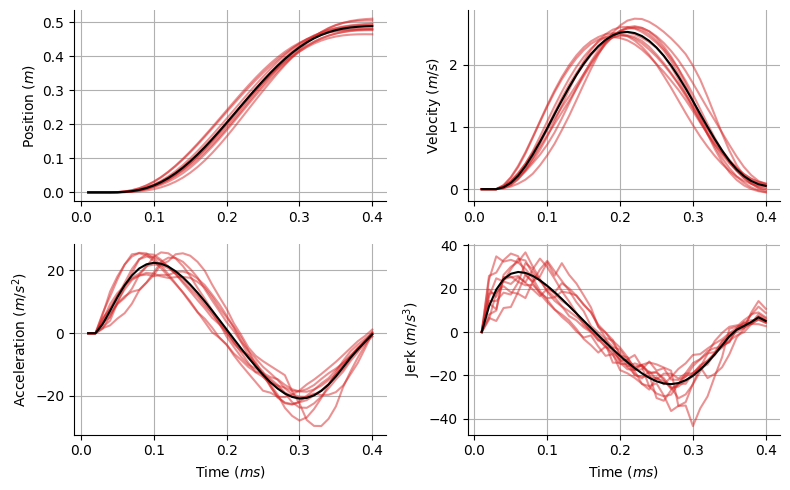 Position (m)
0.5
0.4
0.3
0.2
0.1
0.0
0.0 0.1 0.2 0.3 0.4
Velocity (m/s)
2
1
0
0.0 0.1 0.2 0.3 0.4
Acceleration (m/s²)
20
0
−20
0.0 0.1 0.2 0.3 0.4
Time (ms)
Jerk (m/s³)
40
20
0
−20
−40
0.0 0.1 0.2 0.3 0.4
Time (ms)